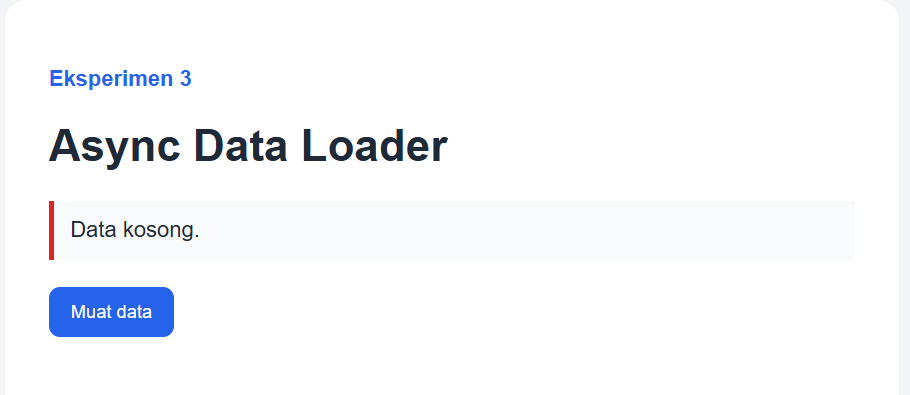 Eksperimen 3
Async Data Loader
Data kosong.
Muat data